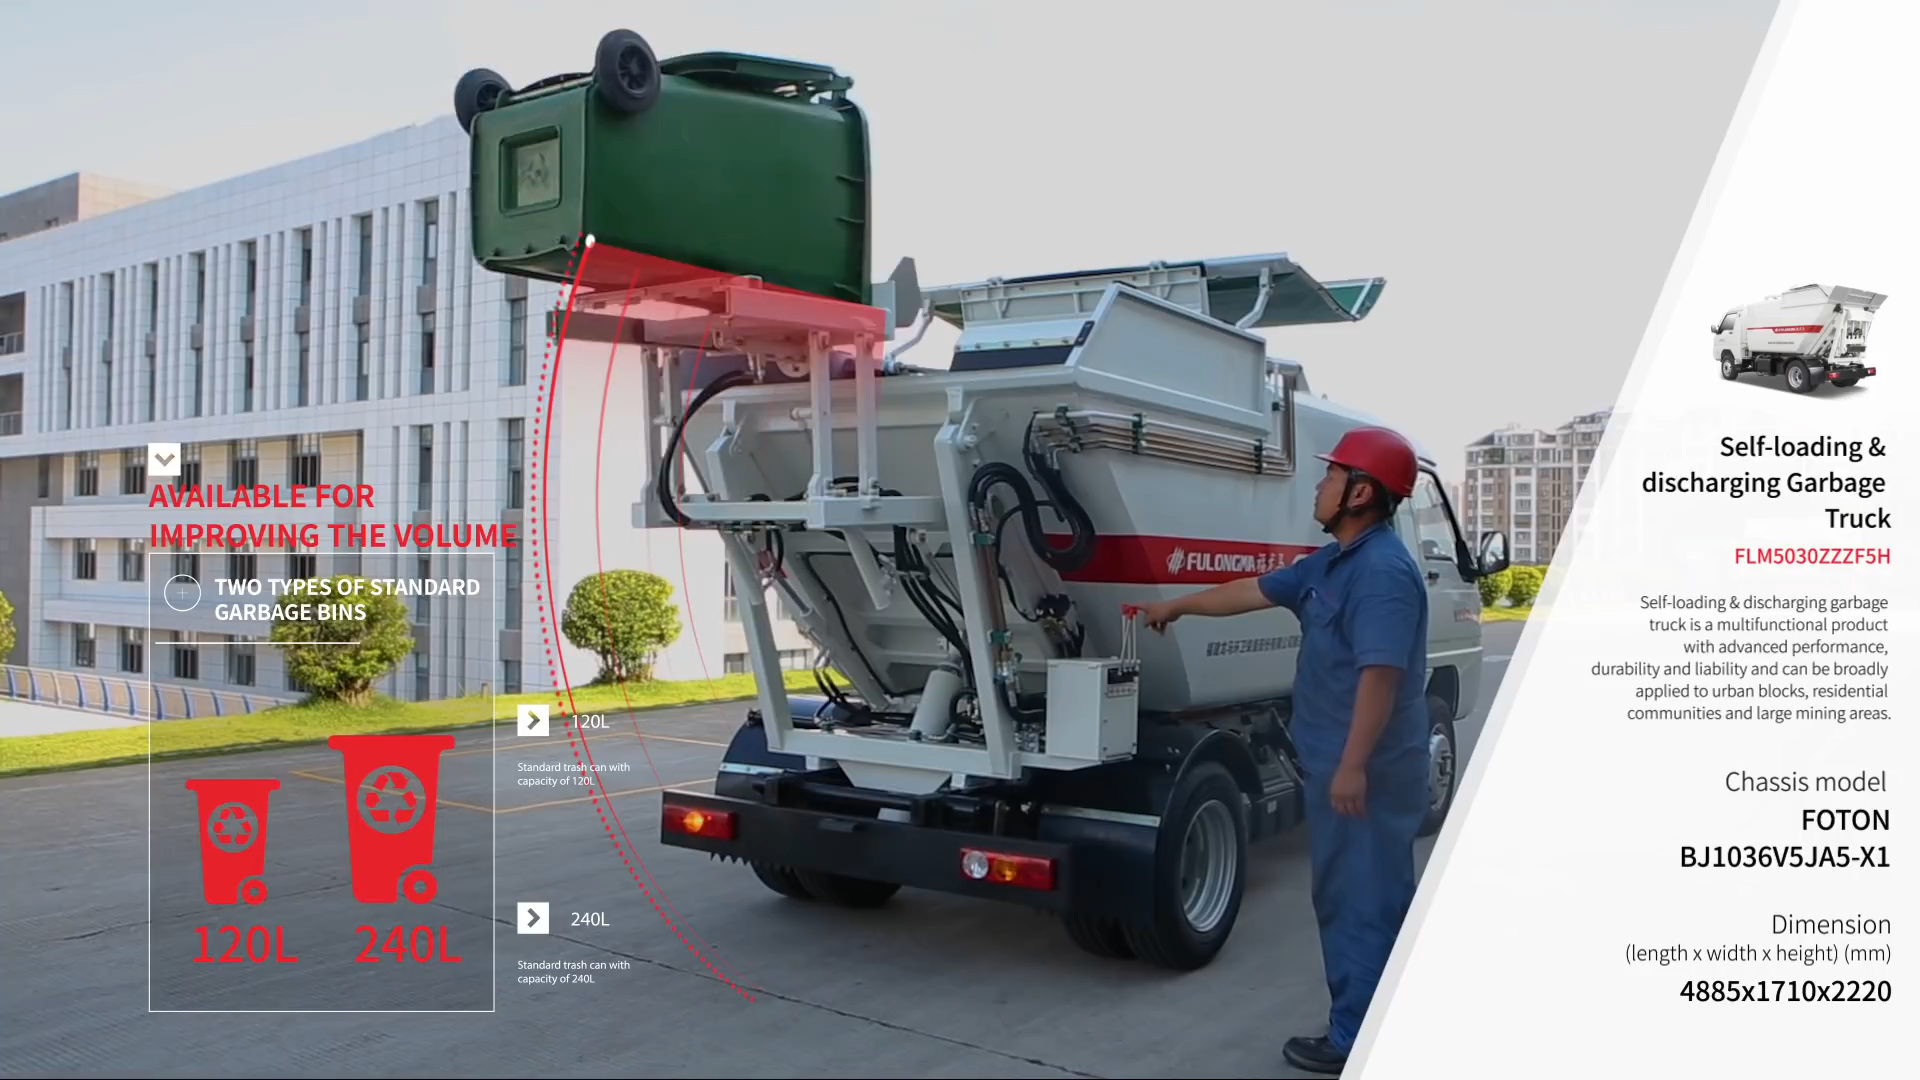 AVAILABLE FOR
IMPROVING THE VOLUME
TWO TYPES OF STANDARD
GARBAGE BINS
120L
240L
120L
Standard trash can with
capacity of 120L
240L
Standard trash can with
capacity of 240L
FULONGMA 福龙马
Self-loading &
discharging Garbage
Truck
FLM5030ZZZF5H
Self-loading & discharging garbage
truck is a multifunctional product
with advanced performance,
durability and liability and can be broadly
applied to urban blocks, residential
communities and large mining areas.
Chassis model
FOTON
BJ1036V5JA5-X1
Dimension
(length x width x height) (mm)
4885x1710x2220